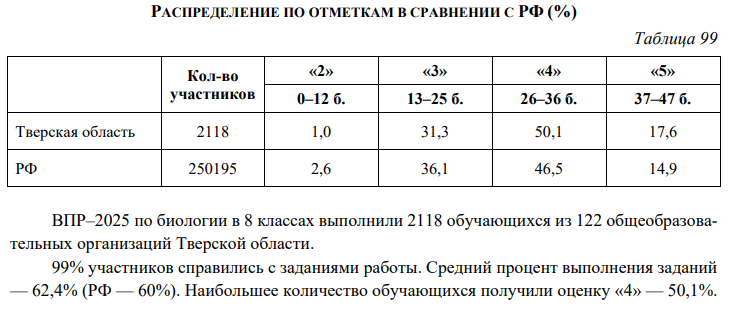 РАСПРЕДЕЛЕНИЕ ПО ОТМЕТКАМ В СРАВНЕНИИ С РФ (%)
Таблица 99
Кол-во участников «2» «3» «4» «5»
0–12 б. 13–25 б. 26–36 б. 37–47 б.
Тверская область 2118 1,0 31,3 50,1 17,6
РФ 250195 2,6 36,1 46,5 14,9
ВПР–2025 по биологии в 8 классах выполнили 2118 обучающихся из 122 общеобразова-
тельных организаций Тверской области.
99% участников справились с заданиями работы. Средний процент выполнения заданий
— 62,4% (РФ — 60%). Наибольшее количество обучающихся получили оценку «4» — 50,1%.